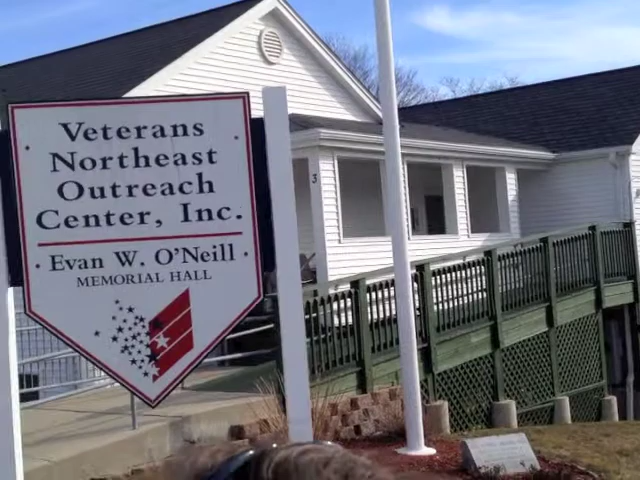 Veterans
Northeast
Outreach
Center, Inc.
Evan W. O'Neill
MEMORIAL HALL
3